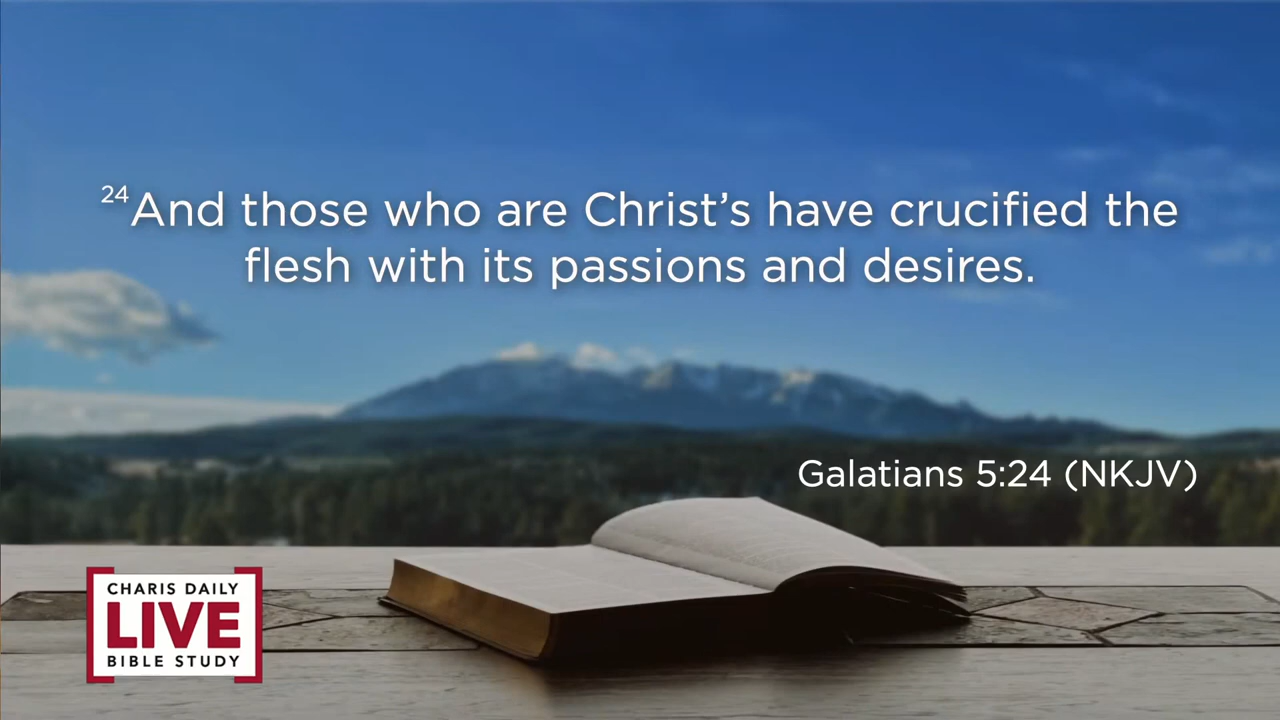 24And those who are Christ’s have crucified the
flesh with its passions and desires.
Galatians 5:24 (NKJV)
CHARIS DAILY
LIVE
BIBLE STUDY